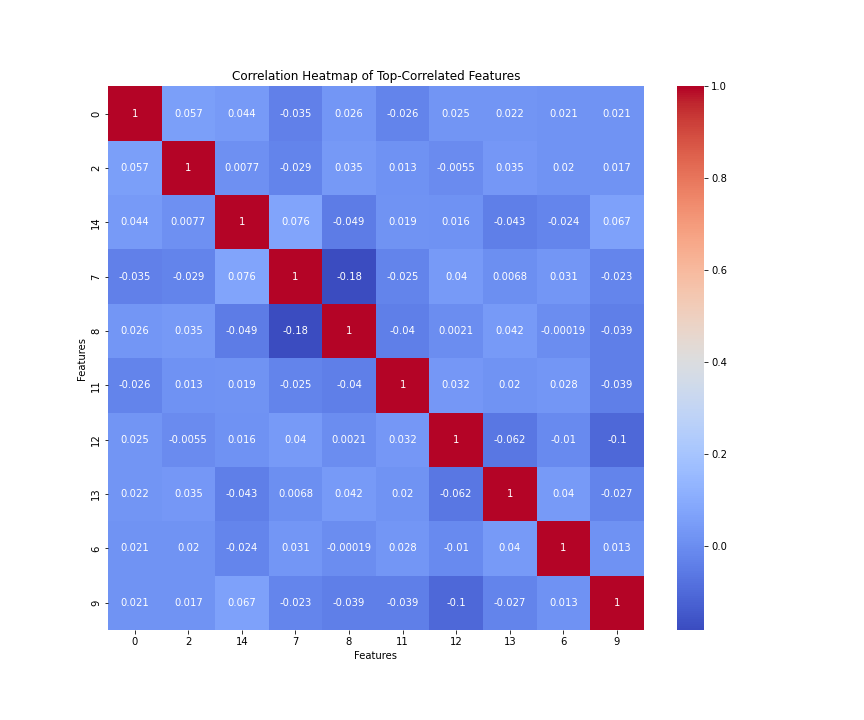 Correlation Heatmap of Top-Correlated Features
0 1 0.057 0.044 -0.035 0.026 -0.026 0.025 0.022 0.021 0.021
2 0.057 1 0.0077 -0.029 0.035 0.013 -0.0055 0.035 0.02 0.017
14 0.044 0.0077 1 0.076 -0.049 0.019 0.016 -0.043 -0.024 0.067
7 -0.035 -0.029 0.076 1 -0.18 -0.025 0.04 0.0068 0.031 -0.023
8 0.026 0.035 -0.049 -0.18 1 -0.04 0.0021 0.042 -0.00019 -0.039
11 -0.026 0.013 0.019 -0.025 -0.04 1 0.032 0.02 0.028 -0.039
12 0.025 -0.0055 0.016 0.04 0.0021 0.032 1 -0.062 -0.01 -0.1
13 0.022 0.035 -0.043 0.0068 0.042 0.02 -0.062 1 0.04 -0.027
6 0.021 0.02 -0.024 0.031 -0.00019 0.028 -0.01 0.04 1 0.013
9 0.021 0.017 0.067 -0.023 -0.039 -0.039 -0.1 -0.027 0.013 1
0 2 14 7 8 11 12 13 6 9
Features
Features
1.0
0.8
0.6
0.4
0.2
0.0